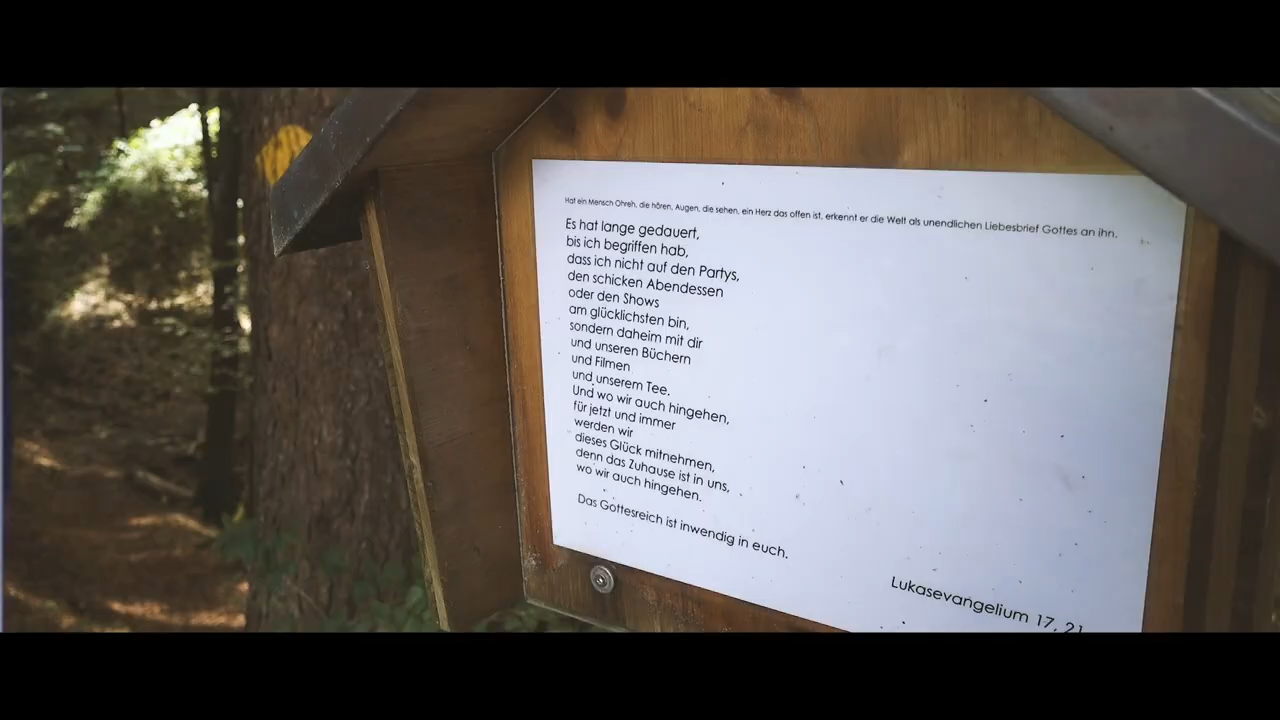 Hat ein Mensch Ohren, die hören, Augen, die sehen, ein Herz das offen ist, erkennt er die Welt als unendlichen Liebesbrief Gottes an ihn.
Es hat lange gedauert,
bis ich begriffen hab,
dass ich nicht auf den Partys,
den schicken Abendessen
oder den Shows
am glücklichsten bin,
sondern daheim mit dir
und unseren Büchern
und Filmen
und unserem Tee.
Und wo wir auch hingehen,
für jetzt und immer
werden wir
dieses Glück mitnehmen,
denn das Zuhause ist in uns,
wo wir auch hingehen.
Das Gottesreich ist inwendig in euch.
Lukasevangelium 17, 21